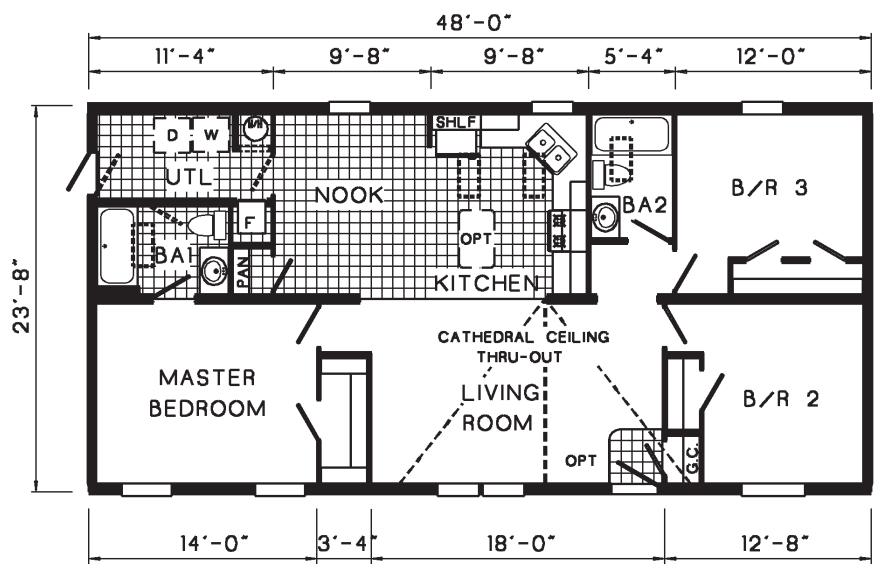 48'-0"
11'-4" 9'-8" 9'-8" 5'-4" 12'-0"
SHLF
D W
UTL
NOOK
BA2
B/R 3
F
OPT
BA1
PAN
KITCHEN
23'-8"
CATHEDRAL CEILING
THRU-OUT
MASTER
BEDROOM
LIVING
ROOM
B/R 2
OPT
G.C.
14'-0" 3'-4" 18'-0" 12'-8"